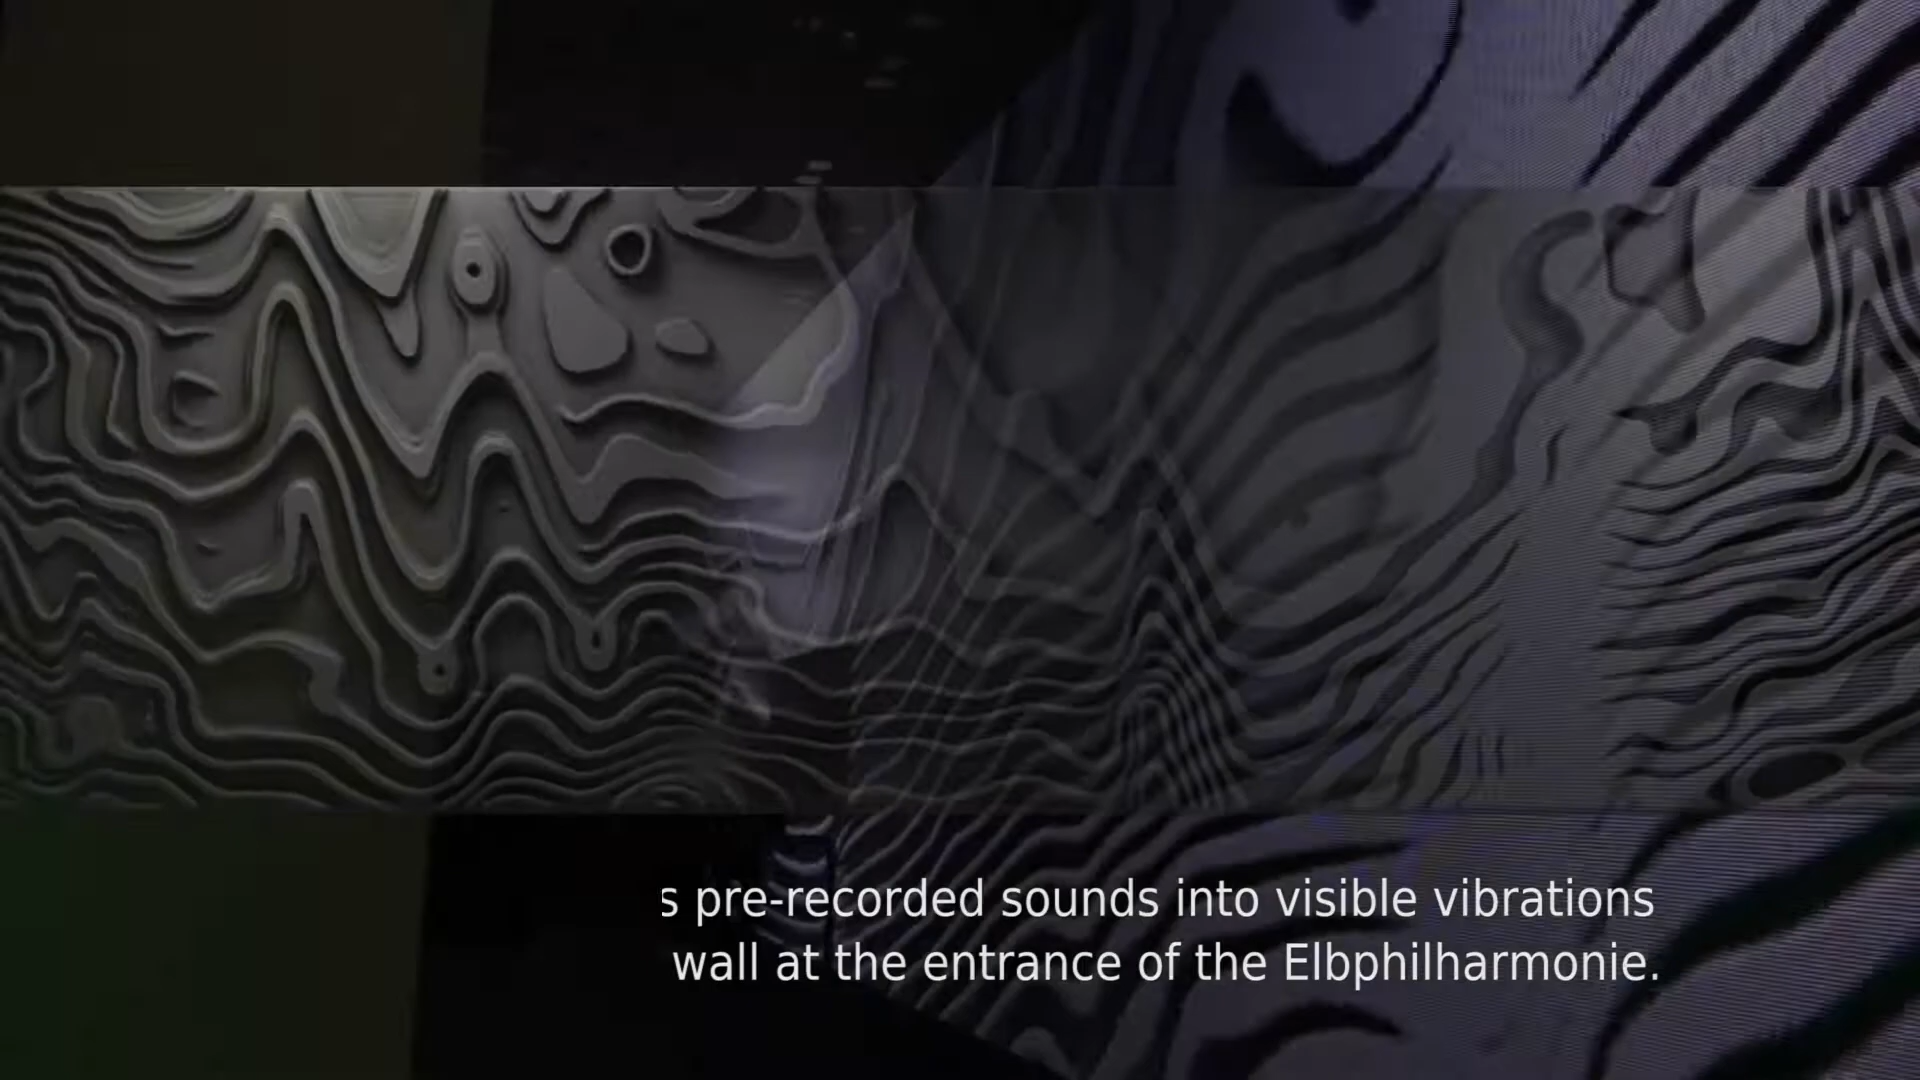 s pre-recorded sounds into visible vibrations
wall at the entrance of the Elbphilharmonie.